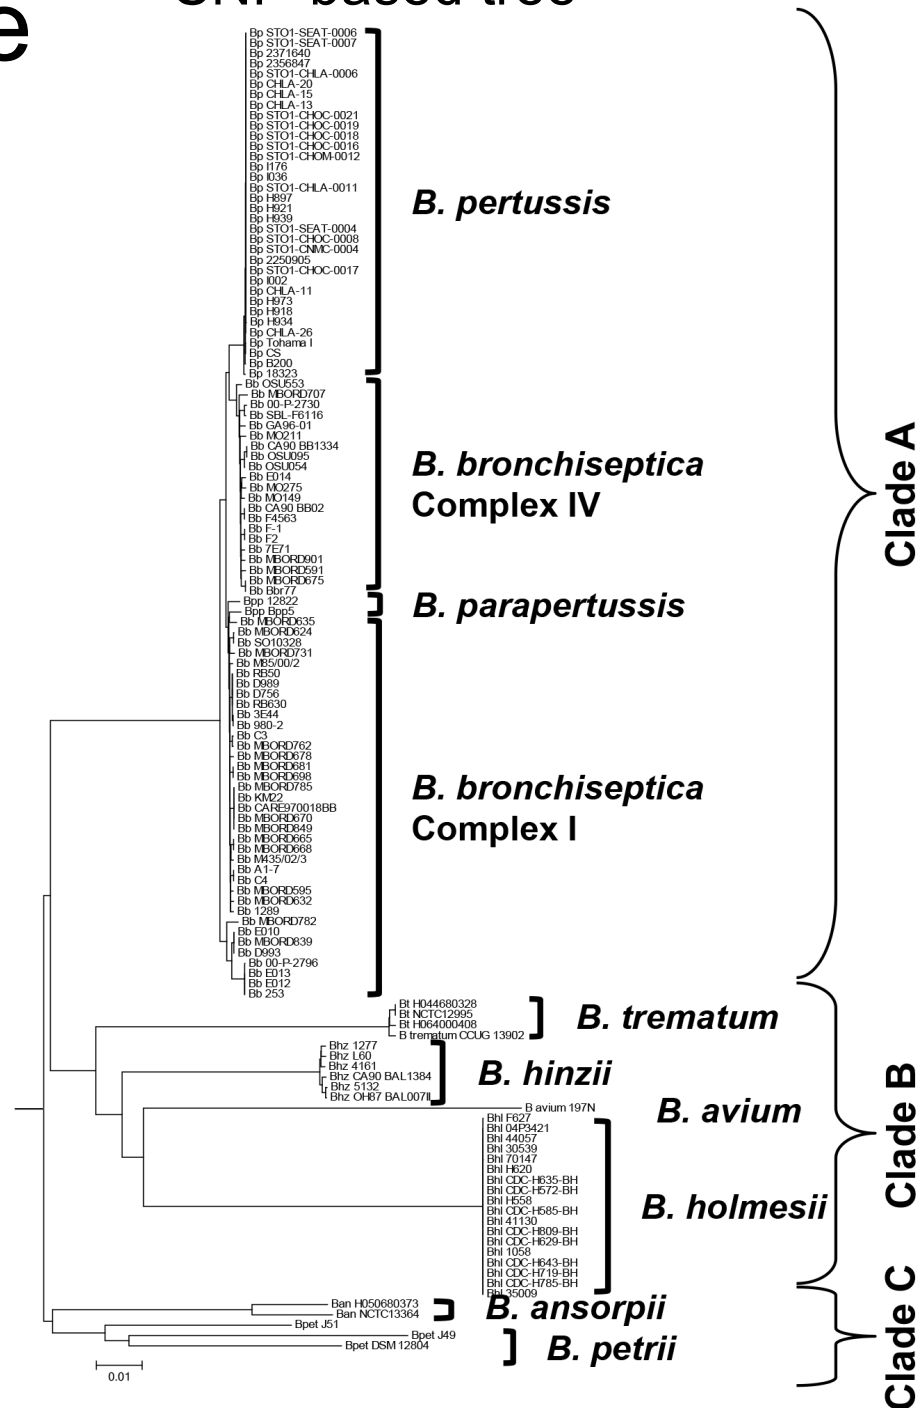 e
Bp STO1-SEAT-0006
Bp STO1-SEAT-0007
Bp 2371640
Bp 2356847
Bp STO1-CHLA-0006
Bp CHLA-20
Bp CHLA-15
Bp CHLA-13
Bp STO1-CHOC-0021
Bp STO1-CHOC-0019
Bp STO1-CHOC-0018
Bp STO1-CHOC-0016
Bp STO1-CHOM-0012
Bp I176
Bp I036
Bp STO1-CHLA-0011
Bp H897
Bp H921
Bp H939
Bp STO1-SEAT-0004
Bp STO1-CHOC-0008
Bp STO1-CNMC-0004
Bp 2250905
Bp STO1-CHOC-0017
Bp I002
Bp CHLA-11
Bp H973
Bp H918
Bp H934
Bp CHLA-26
Bp Tohama I
Bp CS
Bp B200
Bp 18323
B. pertussis
Bb OSU553
Bb MBORD707
Bb 00-P-2730
Bb SBL-F6116
Bb GA96-01
Bb MO211
Bb CA90 BB1334
Bb OSU095
Bb OSU054
Bb E014
Bb MO275
Bb MO149
Bb CA90 BB02
Bb F4563
Bb F-1
Bb F2
Bb 7E71
Bb MBORD901
Bb MBORD591
Bb MBORD675
Bb Bbr77
B. bronchiseptica
Complex IV
Bpp 12822
Bpp Bpp5
B. parapertussis
Bb MBORD635
Bb MBORD624
Bb SO10328
Bb MBORD731
Bb M85/00/2
Bb RB50
Bb D989
Bb D756
Bb RB630
Bb 3E44
Bb 980-2
Bb C3
Bb MBORD762
Bb MBORD678
Bb MBORD681
Bb MBORD698
Bb MBORD785
Bb KM22
Bb CARE970018BB
Bb MBORD670
Bb MBORD849
Bb MBORD665
Bb MBORD668
Bb M435/02/3
Bb A1-7
Bb C4
Bb MBORD595
Bb MBORD632
Bb 1289
Bb MBORD782
Bb E010
Bb MBORD839
Bb D993
Bb 00-P-2796
Bb E013
Bb E012
Bb 253
B. bronchiseptica
Complex I
Clade A
Bt H044680328
Bt NCTC12995
Bt H064000408
B trematum CCUG 13902
B. trematum
Bhz 1277
Bhz L60
Bhz 4161
Bhz CA90 BAL1384
Bhz 5132
Bhz OH87 BAL007II
B. hinzii
B avium 197N
B. avium
Bhl F627
Bhl 04P3421
Bhl 44057
Bhl 30539
Bhl 70147
Bhl H620
Bhl CDC-H635-BH
Bhl CDC-H572-BH
Bhl H558
Bhl CDC-H585-BH
Bhl 41130
Bhl CDC-H809-BH
Bhl CDC-H629-BH
Bhl 1058
Bhl CDC-H643-BH
Bhl CDC-H719-BH
Bhl CDC-H785-BH
Bhl 35009
B. holmesii
Clade B
Ban H050680373
Ban NCTC13364
B. ansorpii
Bpet J51
Bpet J49
Bpet DSM 12804
B. petrii
Clade C
0.01